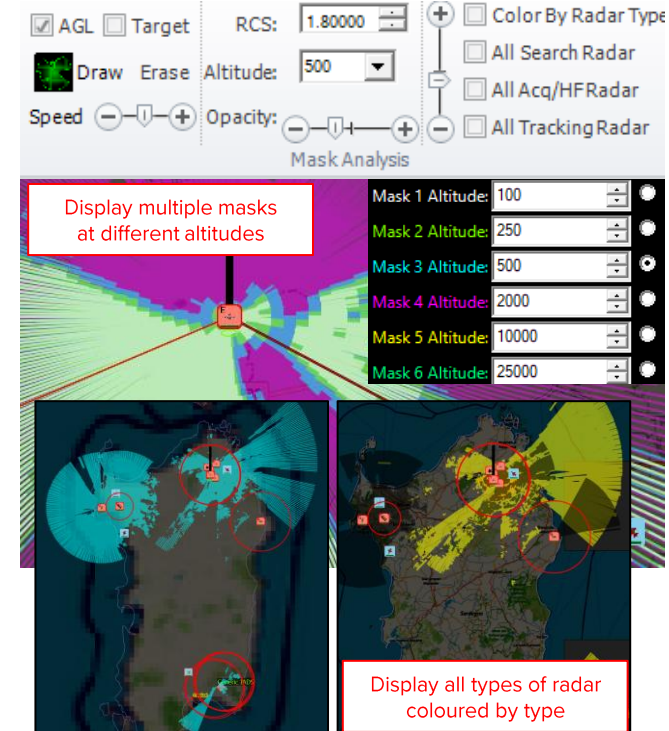 AGL Target RCS: 1.80000 Color By Radar Type
All Search Radar
Draw Erase Altitude: 500
All Acq/HF Radar
Speed Opacity: All Tracking Radar
Mask Analysis
Display multiple masks
at different altitudes
Mask 1 Altitude: 100
Mask 2 Altitude: 250
Mask 3 Altitude: 500
Mask 4 Altitude: 2000
Mask 5 Altitude: 10000
Mask 6 Altitude: 25000
E
Display all types of radar
coloured by type